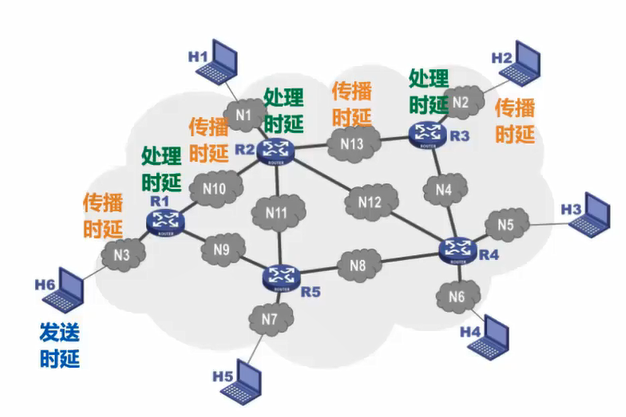 H1
H2
处理
时延
传播
时延
处理
时延
N1
N2
传播
时延
传播
时延
R2
N13
R3
处理
时延
N10
N4
传播
时延
R1
N11
N12
N5
H3
N3
N9
R4
H6
N8
R5
N6
发送
时延
N7
H4
H5